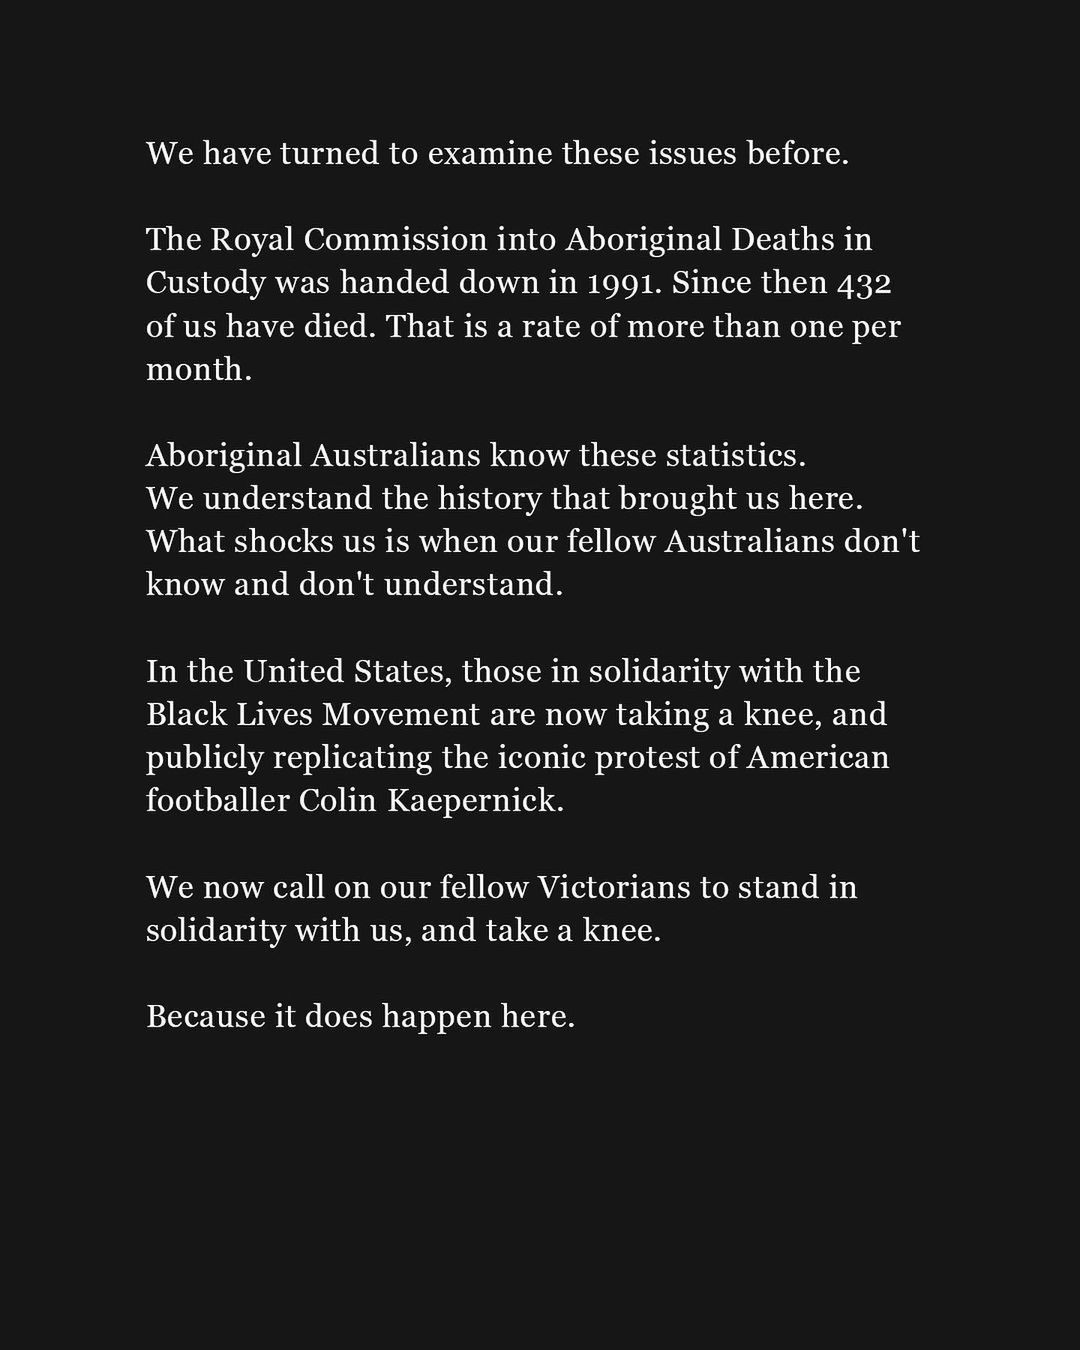 We have turned to examine these issues before.
The Royal Commission into Aboriginal Deaths in
Custody was handed down in 1991. Since then 432
of us have died. That is a rate of more than one per
month.
Aboriginal Australians know these statistics.
We understand the history that brought us here.
What shocks us is when our fellow Australians don't
know and don't understand.
In the United States, those in solidarity with the
Black Lives Movement are now taking a knee, and
publicly replicating the iconic protest of American
footballer Colin Kaepernick.
We now call on our fellow Victorians to stand in
solidarity with us, and take a knee.
Because it does happen here.